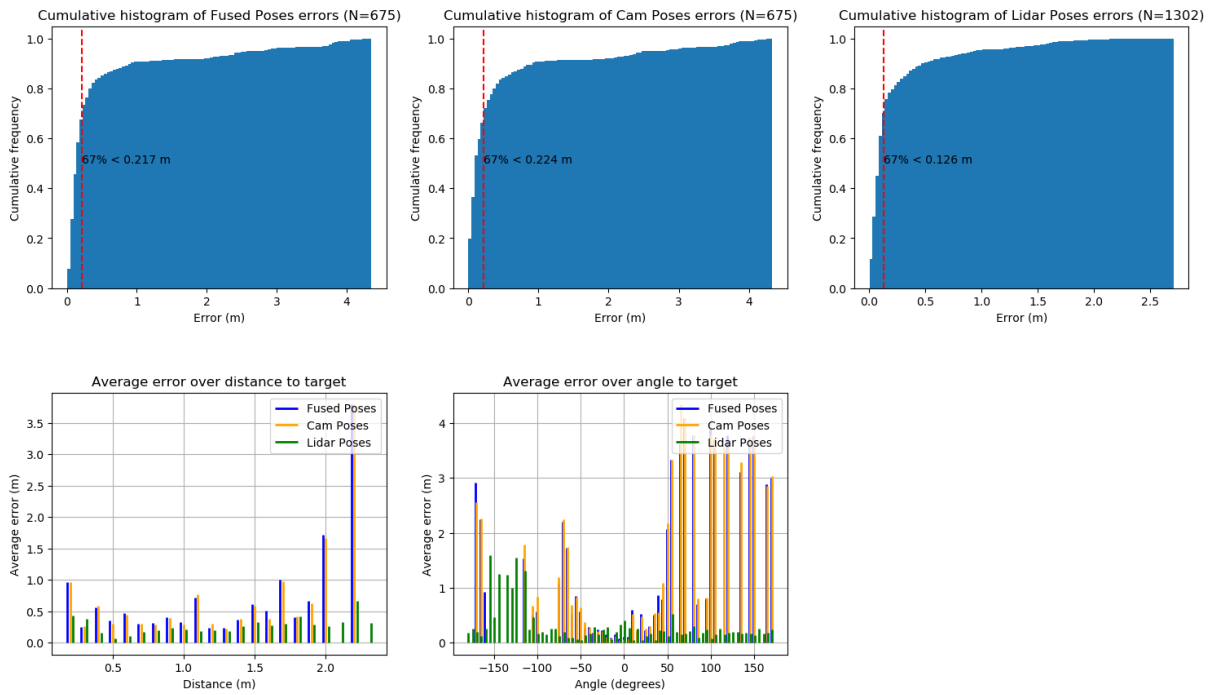 Cumulative histogram of Fused Poses errors (N=675)
1.0
0.8
0.6
0.4
0.2
0.0
Cumulative frequency
67% < 0.217 m
0 1 2 3 4
Error (m)
Cumulative histogram of Cam Poses errors (N=675)
1.0
0.8
0.6
0.4
0.2
0.0
Cumulative frequency
67% < 0.224 m
0 1 2 3 4
Error (m)
Cumulative histogram of Lidar Poses errors (N=1302)
1.0
0.8
0.6
0.4
0.2
0.0
Cumulative frequency
67% < 0.126 m
0.0 0.5 1.0 1.5 2.0 2.5
Error (m)
Average error over distance to target
3.5
3.0
2.5
2.0
1.5
1.0
0.5
0.0
Average error (m)
Fused Poses
Cam Poses
Lidar Poses
0.5 1.0 1.5 2.0
Distance (m)
Average error over angle to target
4
3
2
1
0
Average error (m)
Fused Poses
Cam Poses
Lidar Poses
−150 −100 −50 0 50 100 150
Angle (degrees)